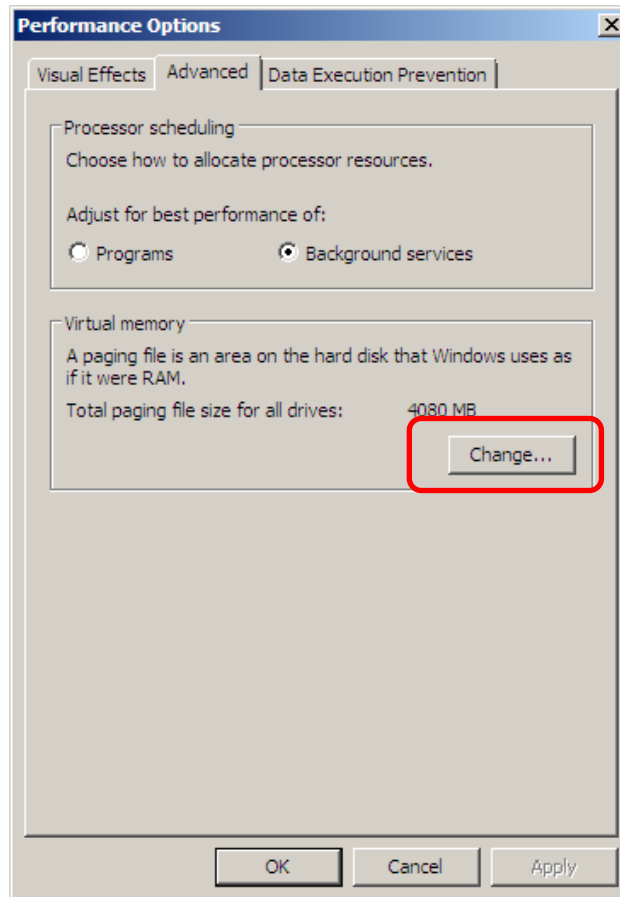 Performance Options
Visual Effects Advanced Data Execution Prevention
Processor scheduling
Choose how to allocate processor resources.
Adjust for best performance of:
Programs Background services
Virtual memory
A paging file is an area on the hard disk that Windows uses as
if it were RAM.
Total paging file size for all drives: 4080 MB
Change...
OK Cancel Apply